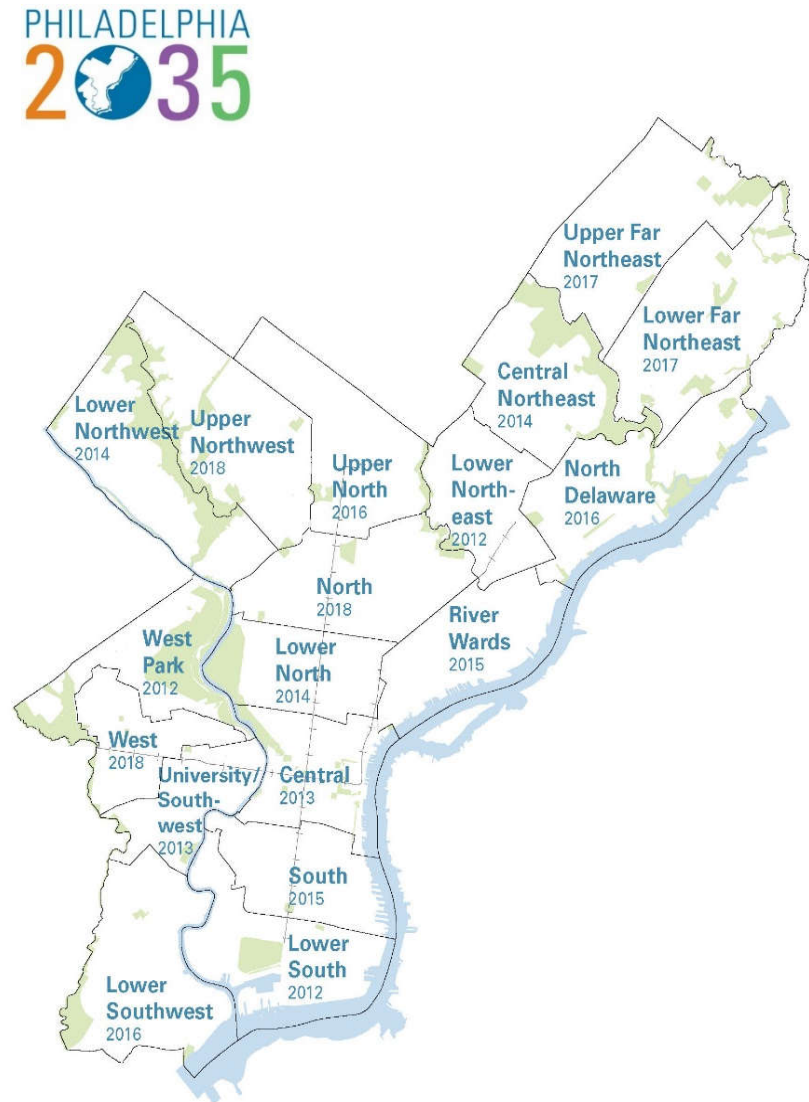 PHILADELPHIA
2035
Upper Far
Northeast
2017
Lower Far
Northeast
2017
Central
Northeast
2014
Lower
Northwest
2014
Upper
Northwest
2018
Upper
North
2016
Lower
North-
east
2012
North
Delaware
2016
North
2018
River
Wards
2015
West
Park
2012
Lower
North
2014
West
2018
University/
South-
west
2013
Central
2013
South
2015
Lower
South
2012
Lower
Southwest
2016